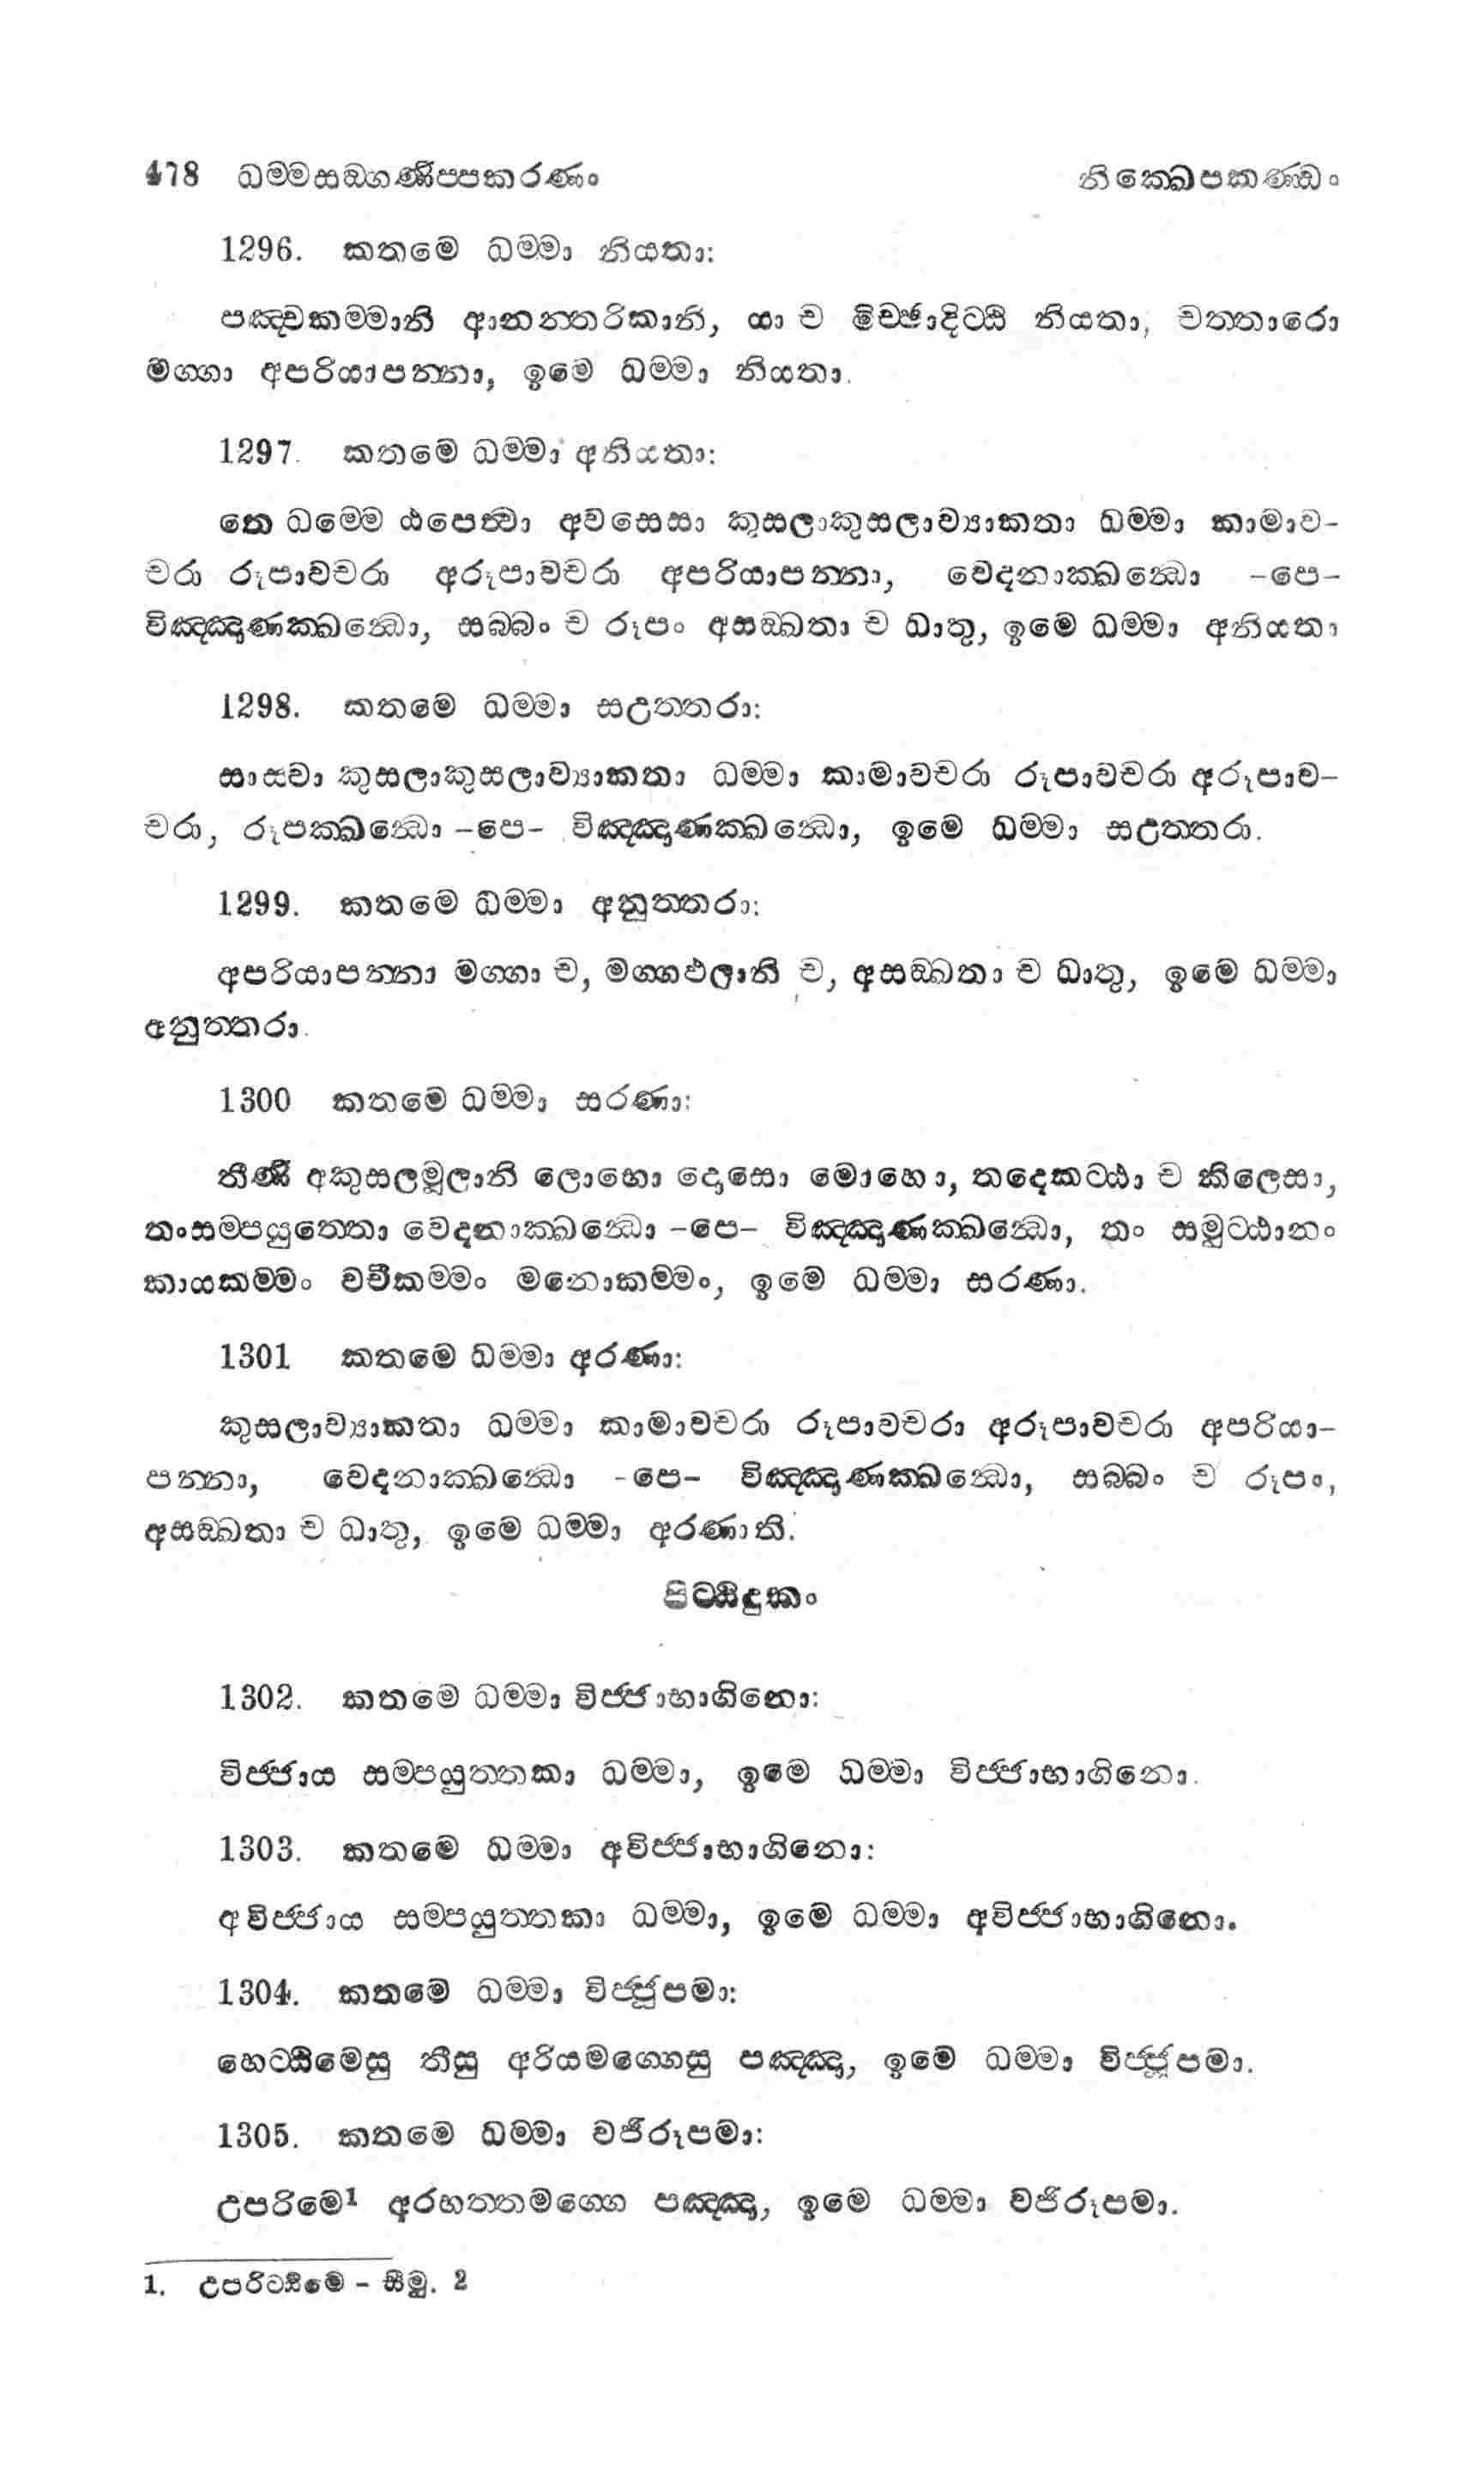 478 ධම්මසඞ්ගණිප්පකරණං නික්ඛෙපකණ්ඩං
1296. කතමෙ ධම්මා නියතා:
පඤ්චකම්මානි ආනන්තරිකානි, යා ච මිච්ඡාදිට්ඨි නියතා, චත්තාරො
මග්ගා අපරියාපන්නා, ඉමෙ ධම්මා නියතා.
1297. කතමෙ ධම්මා අනියතා:
තෙ ධම්මෙ ඨපෙත්වා අවසෙසා කුසලාකුසලාව්‍යාකතා ධම්මා කාමාව-
චරා රූපාවචරා අරූපාවචරා අපරියාපන්නා, වෙදනාක්ඛන්ධො -පෙ-
විඤ්ඤාණක්ඛන්ධො, සබ්බං ච රූපං අසඞ්ඛතා ච ධාතු, ඉමෙ ධම්මා අනියතා
1298. කතමෙ ධම්මා සඋත්තරා:
සාසවා කුසලාකුසලාව්‍යාකතා ධම්මා කාමාවචරා රූපාවචරා අරූපාව-
චරා, රූපක්ඛන්ධො -පෙ- විඤ්ඤාණක්ඛන්ධො, ඉමෙ ධම්මා සඋත්තරා.
1299. කතමෙ ධම්මා අනුත්තරා:
අපරියාපන්නා මග්ගා ච, මග්ගඵලානි ච, අසඞ්ඛතා ච ධාතු, ඉමෙ ධම්මා
අනුත්තරා.
1300 කතමෙ ධම්මා සරණා:
තීණි අකුසලමූලානි ලොභො දොසො මොහො, තදෙකට්ඨා ච කිලෙසා,
තංසම්පයුත්තො වෙදනාක්ඛන්ධො -පෙ- විඤ්ඤාණක්ඛන්ධො, තං සමුට්ඨානං
කායකම්මං වචීකම්මං මනොකම්මං, ඉමෙ ධම්මා සරණා.
1301 කතමෙ ධම්මා අරණා:
කුසලාව්‍යාකතා ධම්මා කාමාවචරා රූපාවචරා අරූපාවචරා අපරියා-
පන්නා, වෙදනාක්ඛන්ධො -පෙ- විඤ්ඤාණක්ඛන්ධො, සබ්බං ච රූපං,
අසඞ්ඛතා ච ධාතු, ඉමෙ ධම්මා අරණාති.
පිට්ඨිදුකං
1302. කතමෙ ධම්මා විජ්ජාභාගිනො:
විජ්ජාය සම්පයුත්තකා ධම්මා, ඉමෙ ධම්මා විජ්ජාභාගිනො.
1303. කතමෙ ධම්මා අවිජ්ජාභාගිනො:
අවිජ්ජාය සම්පයුත්තකා ධම්මා, ඉමෙ ධම්මා අවිජ්ජාභාගිනො.
1304. කතමෙ ධම්මා විජ්ජූපමා:
හෙට්ඨිමෙසු තීසු අරියමග්ගෙසු පඤ්ඤා, ඉමෙ ධම්මා විජ්ජූපමා.
1305. කතමෙ ධම්මා වජිරූපමා:
උපරිමෙ¹ අරහත්තමග්ගෙ පඤ්ඤා, ඉමෙ ධම්මා වජිරූපමා.
1. උපරිට්ඨිමෙ - සීමු. 2